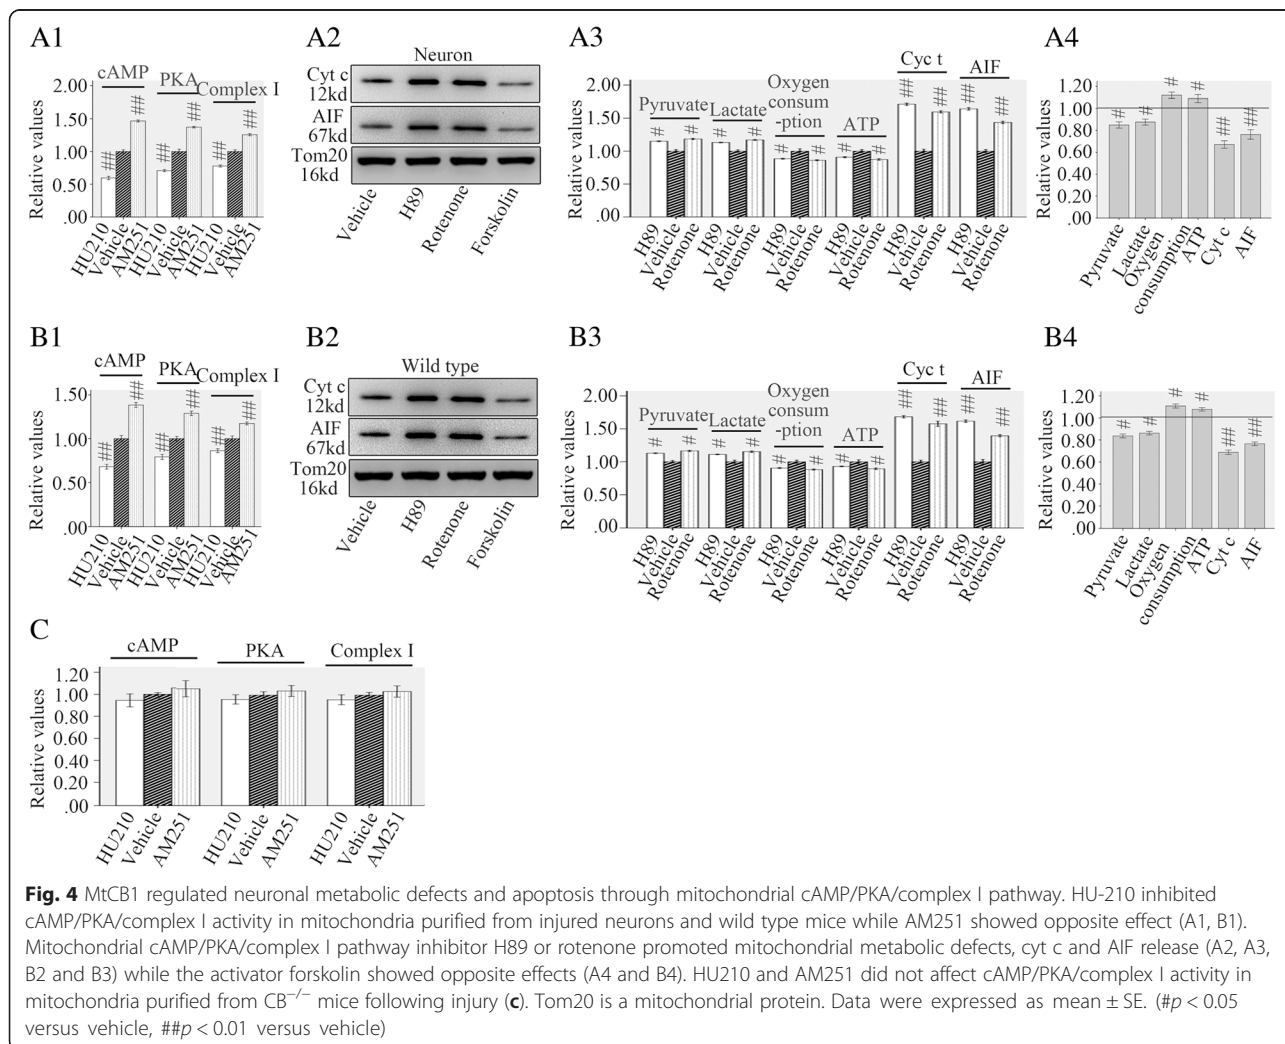 A1
cAMP
PKA
Complex I
2.00
1.50
1.00
0.50
.00
Relative values
##
##
##
##
##
##
HU210
Vehicle
AM251
HU210
Vehicle
AM251
HU210
Vehicle
AM251
A2
Neuron
Cyt c
12kd
AIF
67kd
Tom20
16kd
Vehicle
H89
Rotenone
Forskolin
A3
Pyruvate
Lactate
Oxygen
consum
-ption
ATP
Cyc t
AIF
2.00
1.50
1.00
0.50
.00
Relative values
#
#
#
#
#
#
#
#
##
##
##
##
H89
Vehicle
Rotenone
H89
Vehicle
Rotenone
H89
Vehicle
Rotenone
H89
Vehicle
Rotenone
H89
Vehicle
Rotenone
H89
Vehicle
Rotenone
A4
1.20
1.00
0.80
0.60
0.40
0.20
.00
Relative values
#
#
#
#
##
##
Pyruvate
Lactate
Oxygen
consumption
ATP
Cyt c
AIF
B1
cAMP
PKA
Complex I
1.50
1.00
0.50
.00
Relative values
##
##
##
##
##
##
HU210
Vehicle
AM251
HU210
Vehicle
AM251
HU210
Vehicle
AM251
B2
Wild type
Cyt c
12kd
AIF
67kd
Tom20
16kd
Vehicle
H89
Rotenone
Forskolin
B3
Pyruvate
Lactate
Oxygen
consum
-ption
ATP
Cyc t
AIF
2.00
1.50
1.00
0.50
.00
Relative values
#
#
#
#
#
#
#
#
##
##
##
##
H89
Vehicle
Rotenone
H89
Vehicle
Rotenone
H89
Vehicle
Rotenone
H89
Vehicle
Rotenone
H89
Vehicle
Rotenone
H89
Vehicle
Rotenone
B4
1.20
1.00
0.80
0.60
0.40
0.20
.00
Relative values
#
#
#
#
##
##
Pyruvate
Lactate
Oxygen
consumption
ATP
Cyt c
AIF
C
cAMP
PKA
Complex I
1.20
1.00
0.80
0.60
0.40
0.20
.00
Relative values
HU210
Vehicle
AM251
HU210
Vehicle
AM251
HU210
Vehicle
AM251
Fig. 4 MtCB1 regulated neuronal metabolic defects and apoptosis through mitochondrial cAMP/PKA/complex I pathway. HU-210 inhibited
cAMP/PKA/complex I activity in mitochondria purified from injured neurons and wild type mice while AM251 showed opposite effect (A1, B1).
Mitochondrial cAMP/PKA/complex I pathway inhibitor H89 or rotenone promoted mitochondrial metabolic defects, cyt c and AIF release (A2, A3,
B2 and B3) while the activator forskolin showed opposite effects (A4 and B4). HU210 and AM251 did not affect cAMP/PKA/complex I activity in
mitochondria purified from CB−/− mice following injury (c). Tom20 is a mitochondrial protein. Data were expressed as mean ± SE. (#p < 0.05
versus vehicle, ##p < 0.01 versus vehicle)